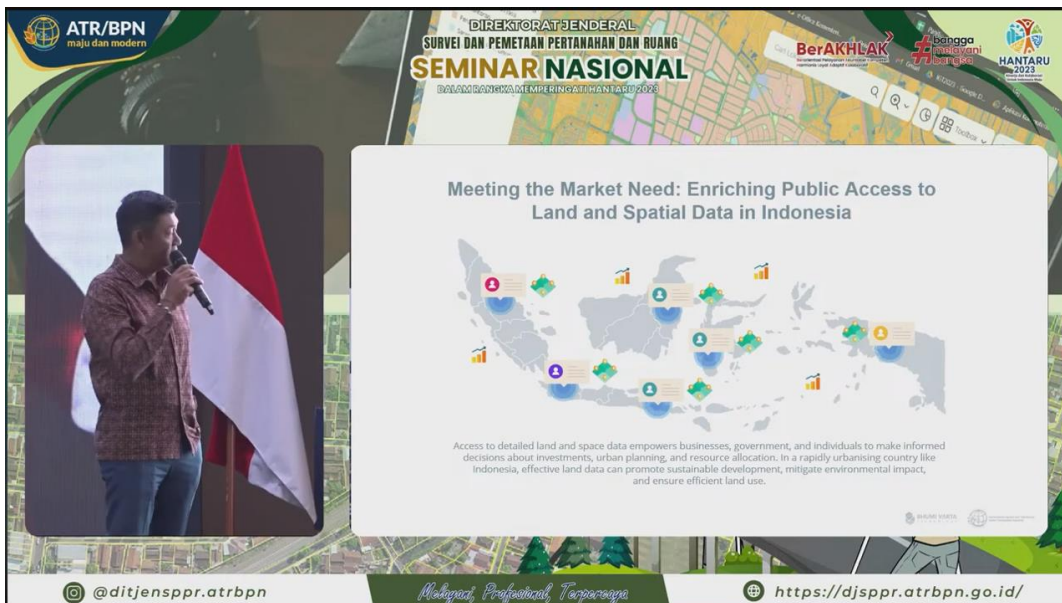 ATR/BPN
maju dan modern
DIREKTORAT JENDERAL
SURVEI DAN PEMETAAN PERTANAHAN DAN RUANG
SEMINAR NASIONAL
DALAM RANGKA MEMPERINGATI HANTARU 2023
BerAKHLAK
#bangga
melayani
bangsa
HANTARU
2023
Toolbox
Meeting the Market Need: Enriching Public Access to
Land and Spatial Data in Indonesia
Access to detailed land and space data empowers businesses, government, and individuals to make informed
decisions about investments, urban planning, and resource allocation. In a rapidly urbanising country like
Indonesia, effective land data can promote sustainable development, mitigate environmental impact,
and ensure efficient land use.
@ditjensppr.atrbpn
Melayani, Profesional, Terpercaya
https://djsppr.atrbpn.go.id/